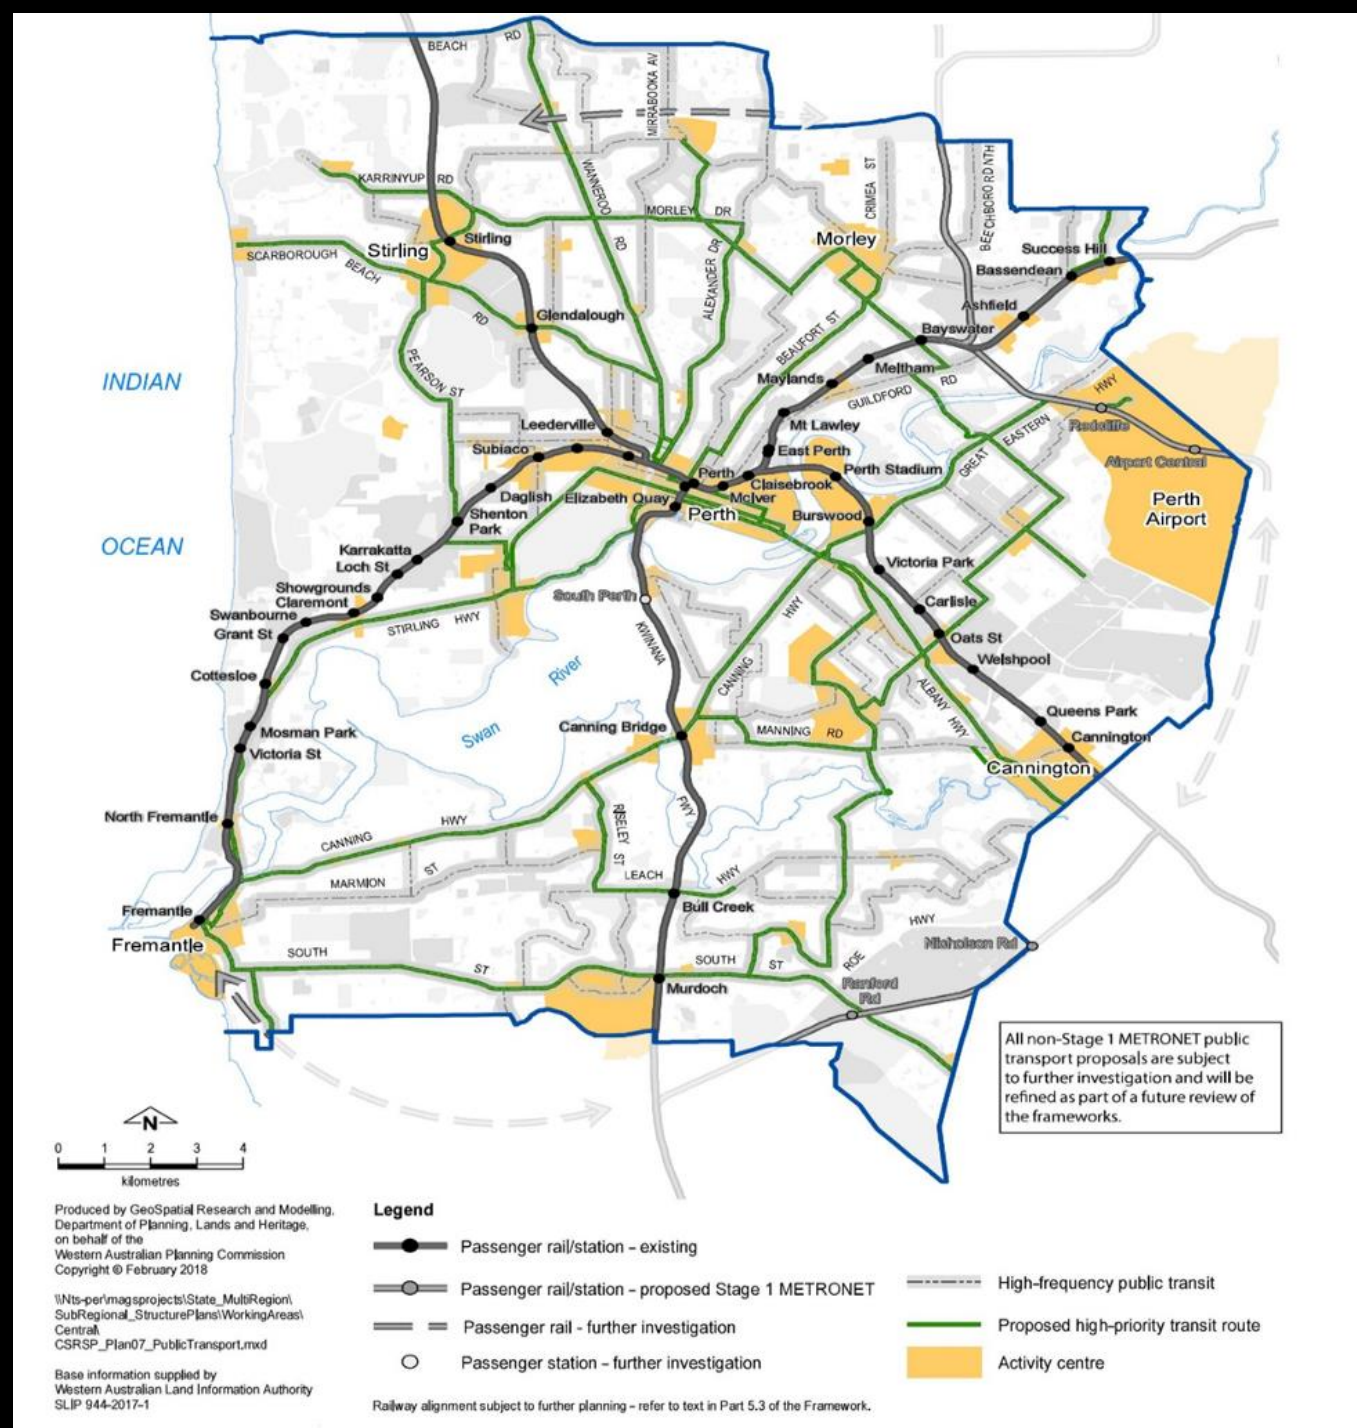 BEACH
RD
MIRRABOOKA AV
KARRINYUP RD
WANNEROO
RD
MORLEY DR
CRIMEA ST
BEECHBORO RD NTH
Stirling
Stirling
Morley
Success Hill
Bassendean
SCARBOROUGH
BEACH
RD
ALEXANDER DR
Ashfield
Glendalough
Bayswater
BEAUFORT ST
PEARSON ST
INDIAN
Maylands
Meltham
GUILDFORD RD
HWY
Redcliffe
Leederville
Mt Lawley
EASTERN
GREAT
Subiaco
East Perth
Airport Central
Perth
Perth Stadium
Daglish
Elizabeth Quay
McIver
Claisebrook
Perth
Airport
Shenton
Park
Perth
Burswood
OCEAN
Karrakatta
Loch St
Victoria Park
Showgrounds
Claremont
South Perth
Swanbourne
Carlisle
Grant St
STIRLING HWY
KWINANA
HWY
Oats St
Welshpool
Cottesloe
River
CANNING
ALBANY HWY
Queens Park
Mosman Park
Swan
Canning Bridge
MANNING RD
Cannington
Victoria St
Cannington
North Fremantle
CANNING
HWY
FWY
RISELEY ST
MARMION
ST
LEACH
HWY
Fremantle
Bull Creek
Fremantle
HWY
SOUTH
ST
SOUTH
ST
ROE
Nicholson Rd
Murdoch
Ranford
Rd
All non-Stage 1 METRONET public
transport proposals are subject
to further investigation and will be
refined as part of a future review of
the frameworks.
N
0 1 2 3 4
kilometres
Produced by GeoSpatial Research and Modelling,
Department of Planning, Lands and Heritage,
on behalf of the
Western Australian Planning Commission
Copyright © February 2018
\\Nts-per\magsprojects\State_MultiRegion\
SubRegional_StructurePlans\WorkingAreas\
Central\
CSRSP_Plan07_PublicTransport.mxd
Base information supplied by
Western Australian Land Information Authority
SLIP 944-2017-1
Legend
Passenger rail/station – existing
Passenger rail/station – proposed Stage 1 METRONET
Passenger rail - further investigation
Passenger station – further investigation
High-frequency public transit
Proposed high-priority transit route
Activity centre
Railway alignment subject to further planning – refer to text in Part 5.3 of the Framework.